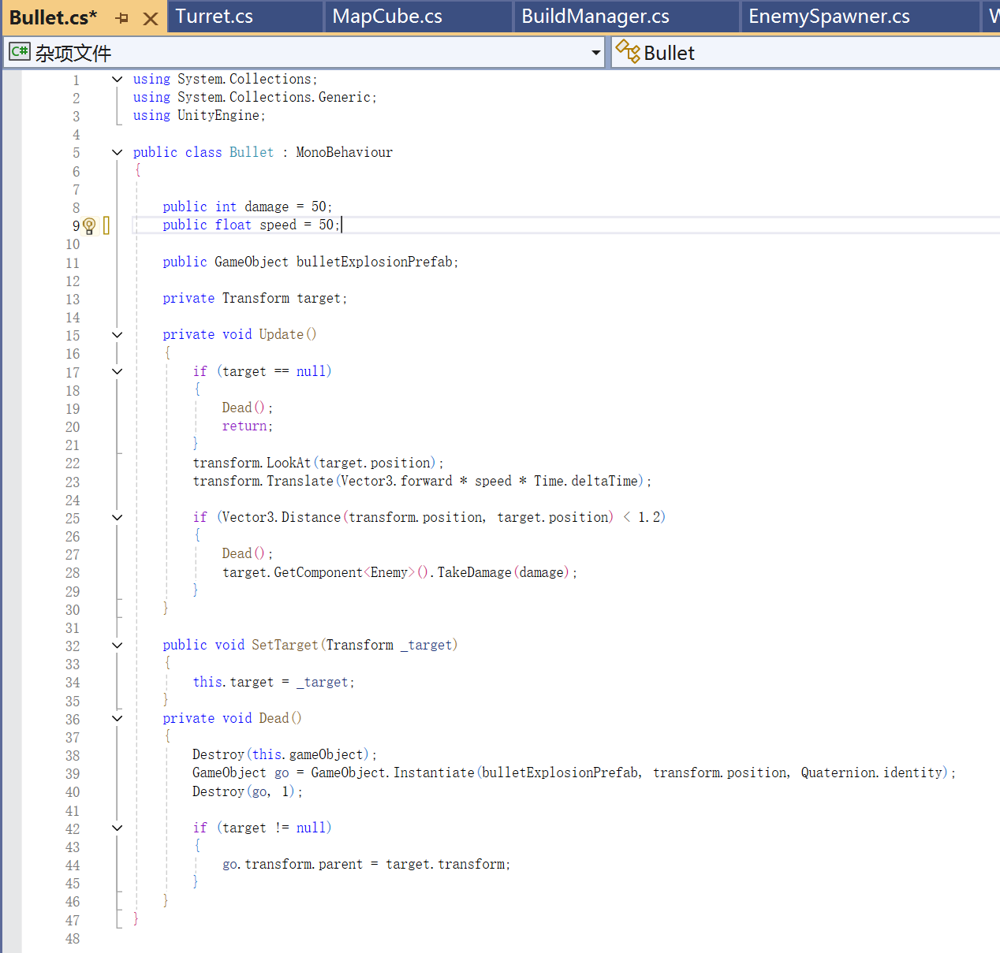 Bullet.cs* Turret.cs MapCube.cs BuildManager.cs EnemySpawner.cs
C# 杂项文件 Bullet
1 using System.Collections;
2 using System.Collections.Generic;
3 using UnityEngine;
4
5 public class Bullet : MonoBehaviour
6 {
7
8 public int damage = 50;
9 public float speed = 50;
10
11 public GameObject bulletExplosionPrefab;
12
13 private Transform target;
14
15 private void Update()
16 {
17 if (target == null)
18 {
19 Dead();
20 return;
21 }
22 transform.LookAt(target.position);
23 transform.Translate(Vector3.forward * speed * Time.deltaTime);
24
25 if (Vector3.Distance(transform.position, target.position) < 1.2)
26 {
27 Dead();
28 target.GetComponent<Enemy>().TakeDamage(damage);
29 }
30 }
31
32 public void SetTarget(Transform _target)
33 {
34 this.target = _target;
35 }
36 private void Dead()
37 {
38 Destroy(this.gameObject);
39 GameObject go = GameObject.Instantiate(bulletExplosionPrefab, transform.position, Quaternion.identity);
40 Destroy(go, 1);
41
42 if (target != null)
43 {
44 go.transform.parent = target.transform;
45 }
46 }
47 }
48